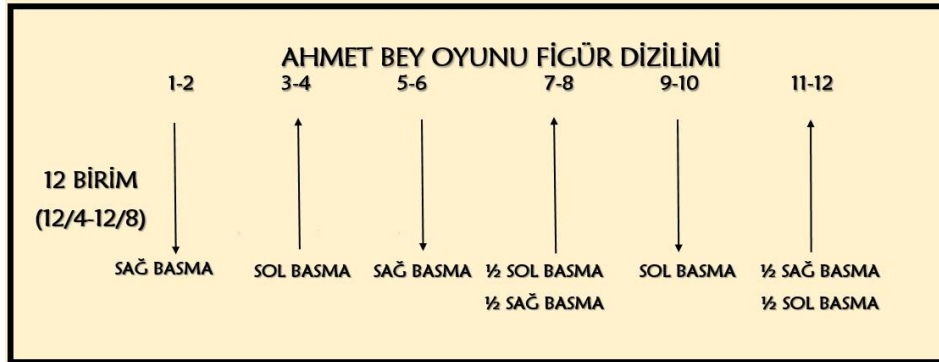 AHMET BEY OYUNU FİGÜR DİZİLİMİ
1-2 3-4 5-6 7-8 9-10 11-12
12 BİRİM
(12/4-12/8)
SAĞ BASMA SOL BASMA SAĞ BASMA ½ SOL BASMA SOL BASMA ½ SAĞ BASMA
½ SAĞ BASMA ½ SOL BASMA